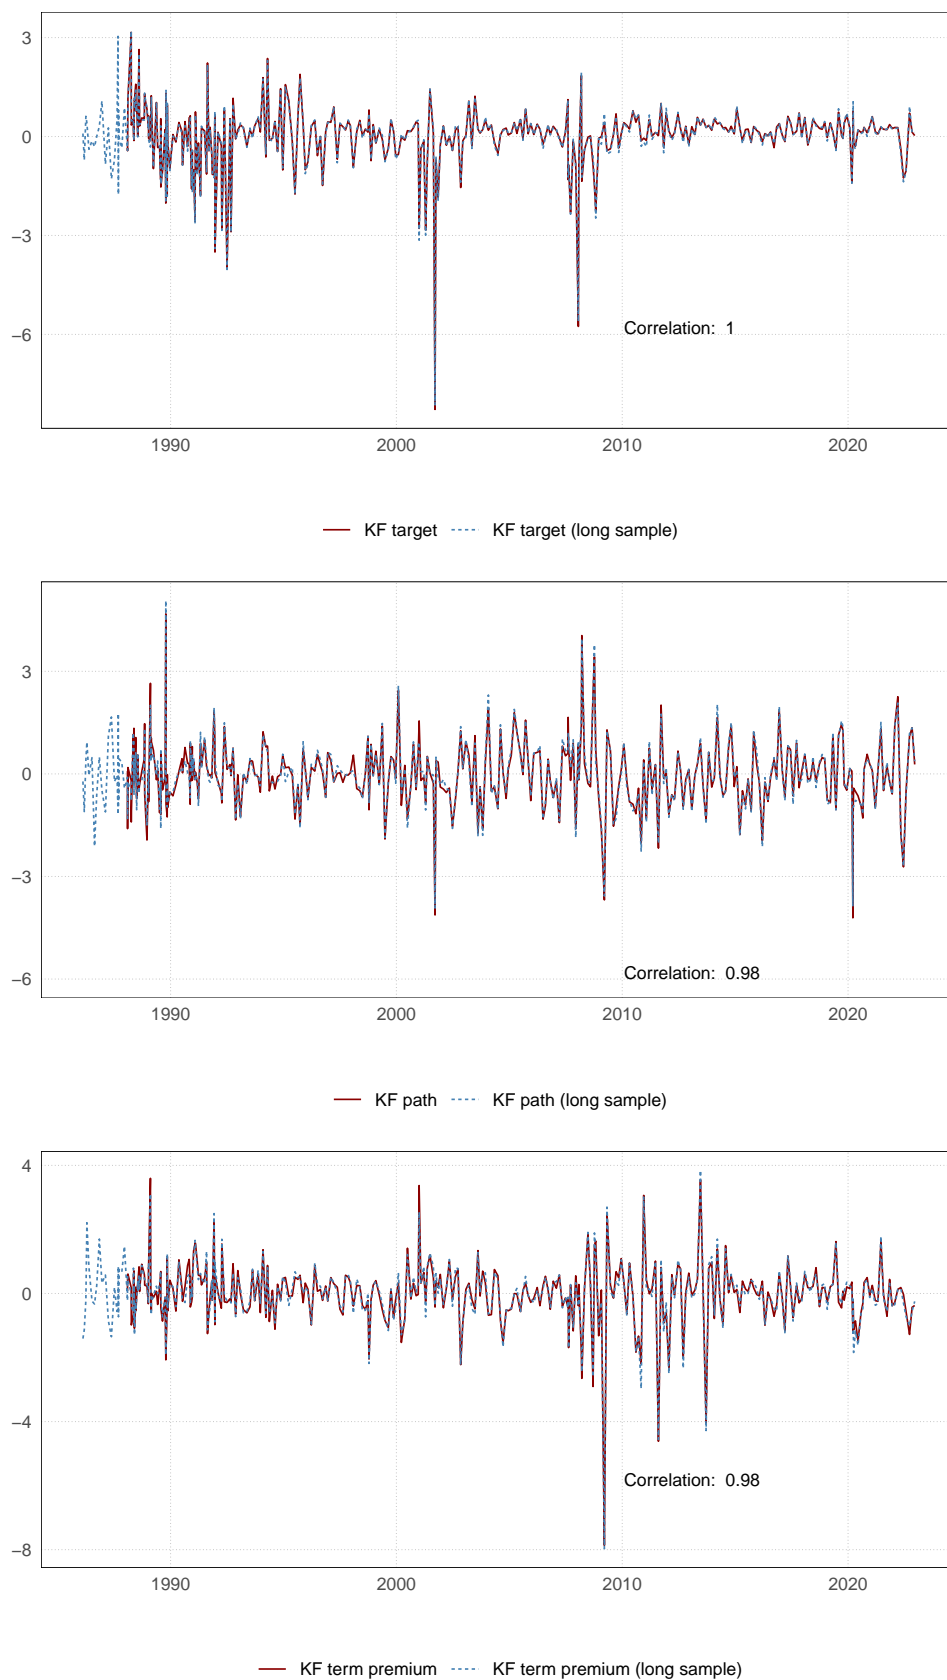 3
0
−3
−6
Correlation:  1
1990 2000 2010 2020
KF target KF target (long sample)
3
0
−3
−6
Correlation:  0.98
1990 2000 2010 2020
KF path KF path (long sample)
4
0
−4
Correlation:  0.98
−8
1990 2000 2010 2020
KF term premium KF term premium (long sample)